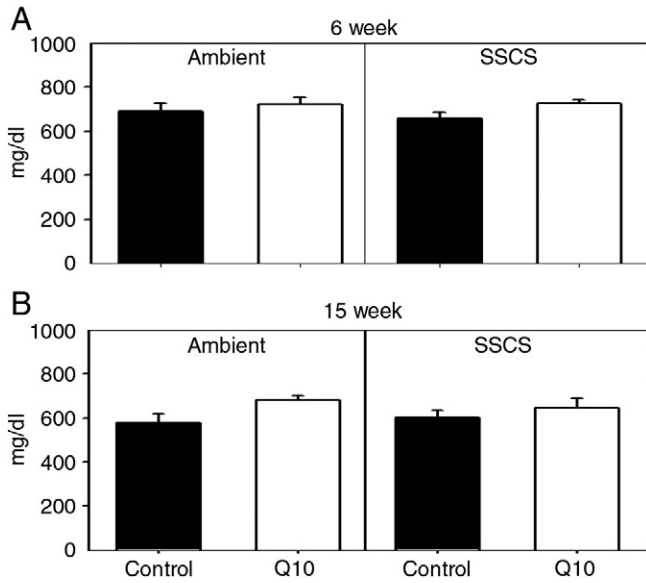 A
6 week
Ambient
SSCS
mg/dl
1000
800
600
400
200
0
B
15 week
Ambient
SSCS
mg/dl
1000
800
600
400
200
0
Control Q10 Control Q10